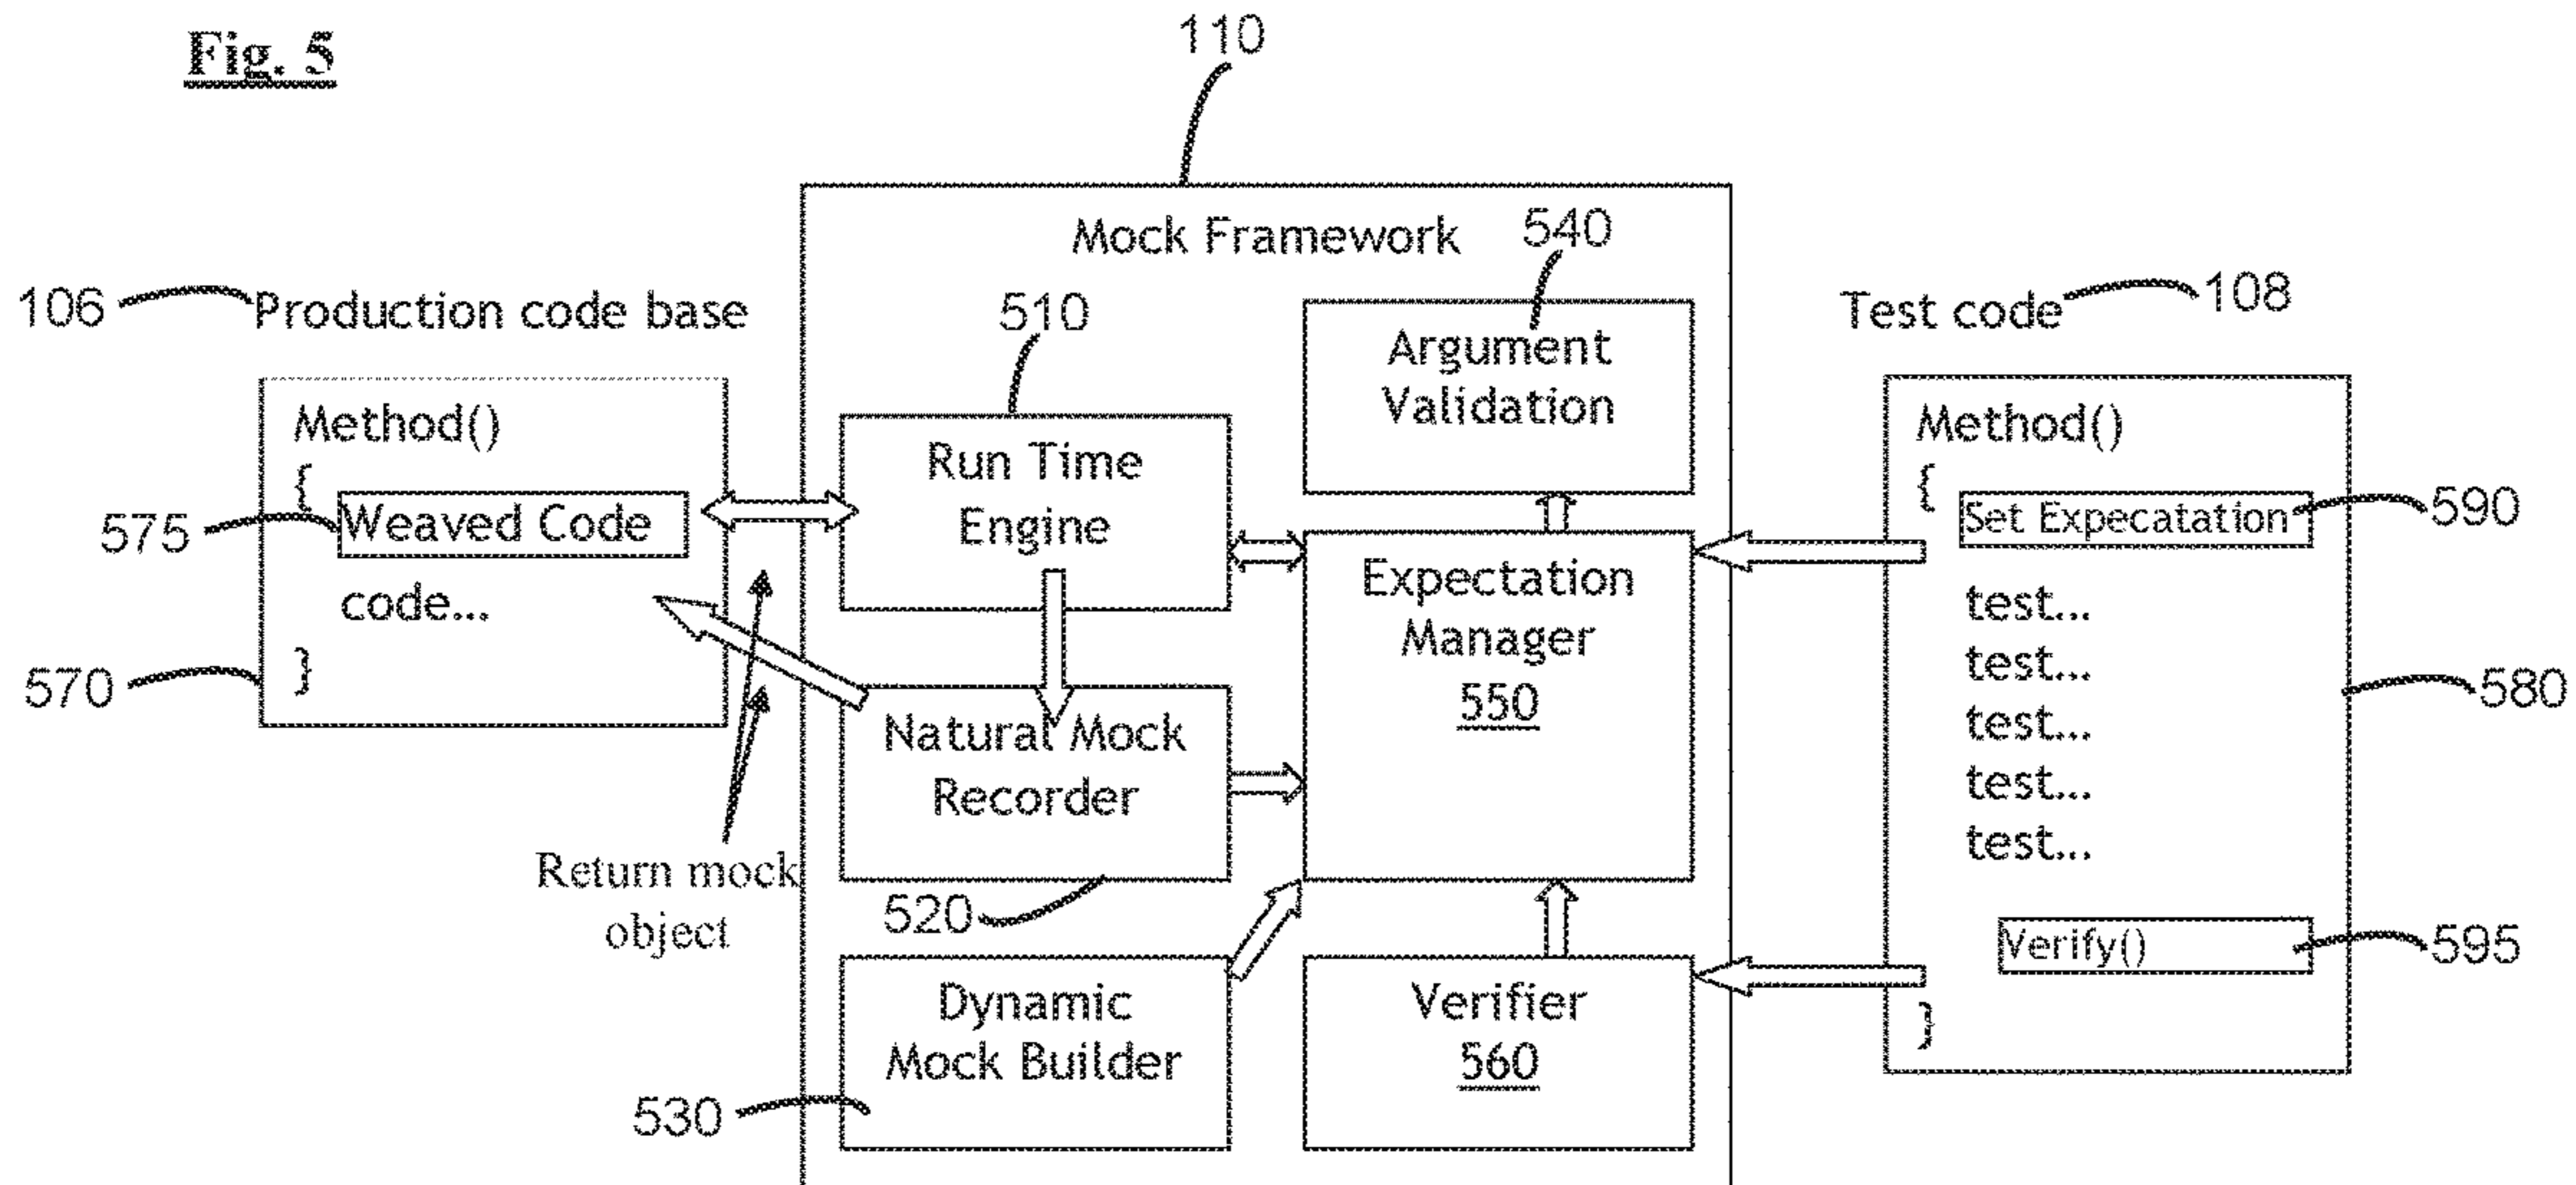 Fig. 5
110
Mock Framework
540
106
Production code base
510
Test code
108
Argument
Validation
Method()
{
Weaved Code
575
code...
}
570
Run Time
Engine
Expectation
Manager
550
Method()
{
Set Expecatation
590
test...
test...
test...
test...
test...
580
Natural Mock
Recorder
Return mock
object
520
Verify()
595
}
Dynamic
Mock Builder
530
Verifier
560